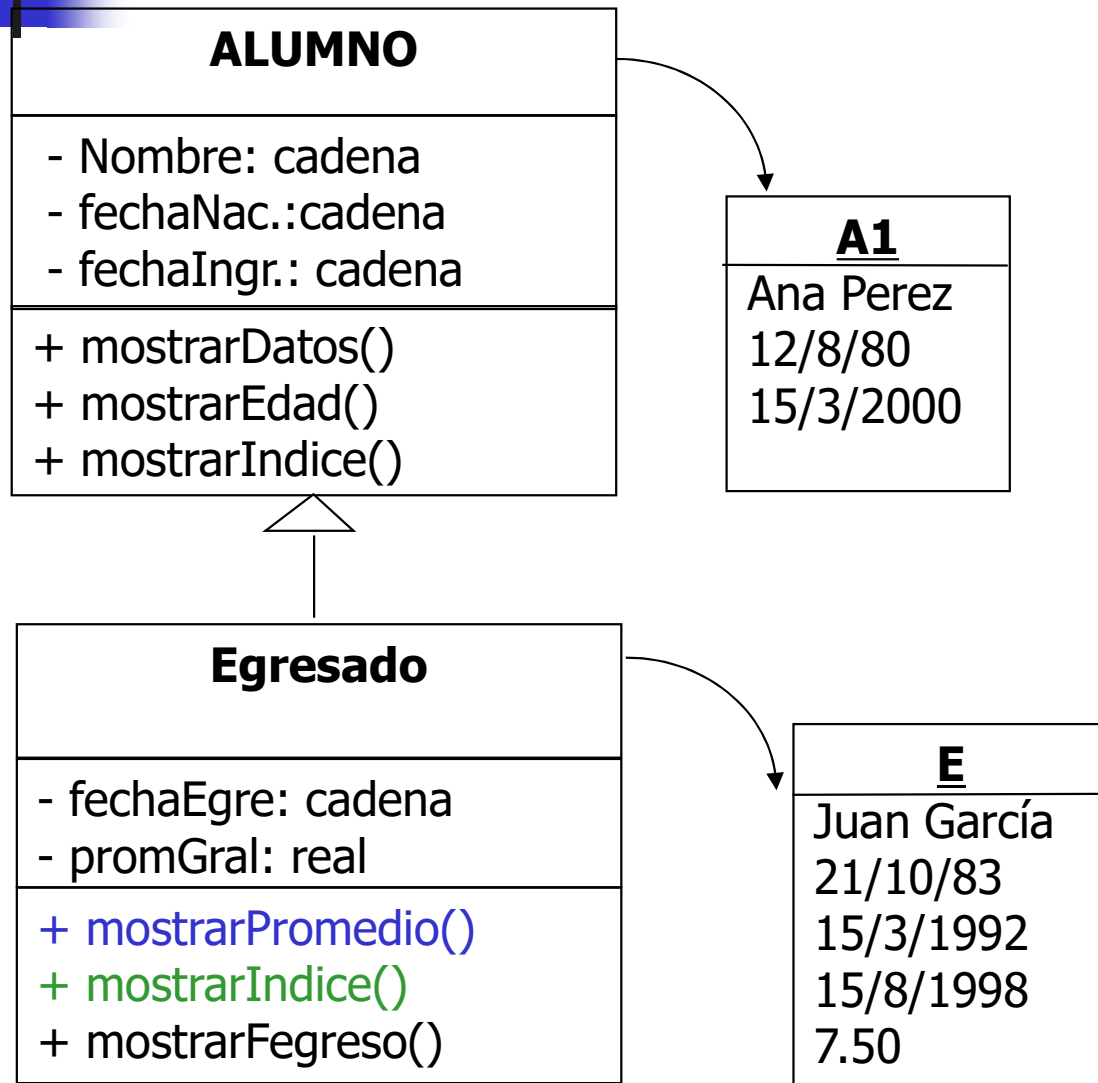 ALUMNO
- Nombre: cadena
- fechaNac.:cadena
- fechaIngr.: cadena
+ mostrarDatos()
+ mostrarEdad()
+ mostrarIndice()
A1
Ana Perez
12/8/80
15/3/2000
Egresado
- fechaEgre: cadena
- promGral: real
+ mostrarPromedio()
+ mostrarIndice()
+ mostrarFegreso()
E
Juan García
21/10/83
15/3/1992
15/8/1998
7.50